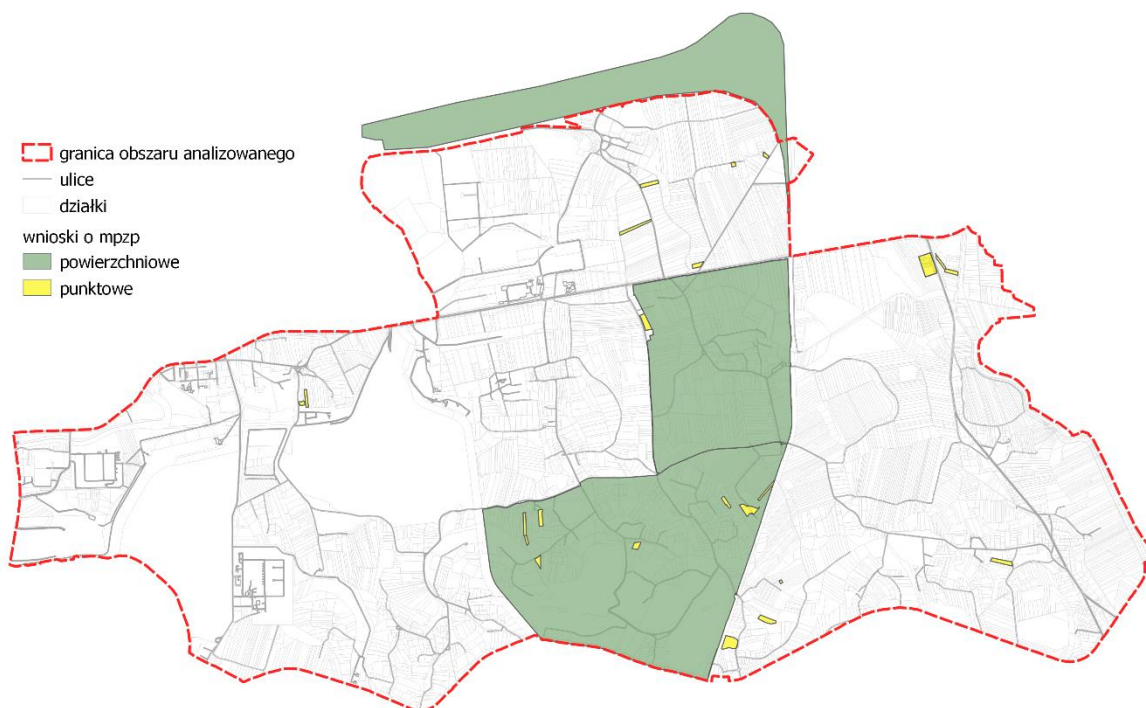 granica obszaru analizowanego
ulice
działki
wnioski o mpzp
powierzchniowe
punktowe